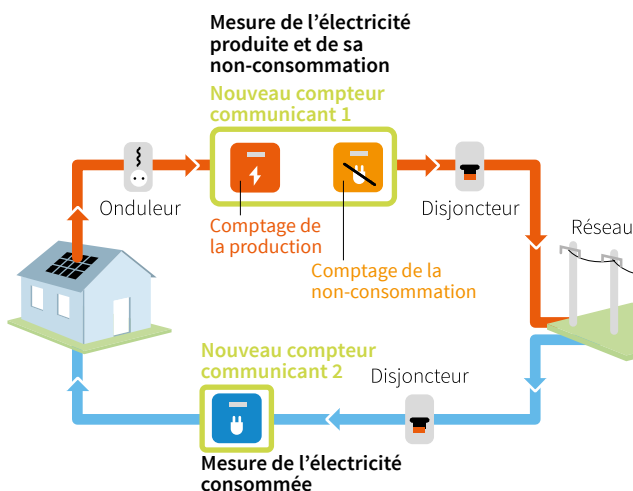 Mesure de l’électricité
produite et de sa
non-consommation
Nouveau compteur
communicant 1
Onduleur
Comptage de
la production
Comptage de la
non-consommation
Disjoncteur
Réseau
Nouveau compteur
communicant 2
Disjoncteur
Mesure de l’électricité
consommée